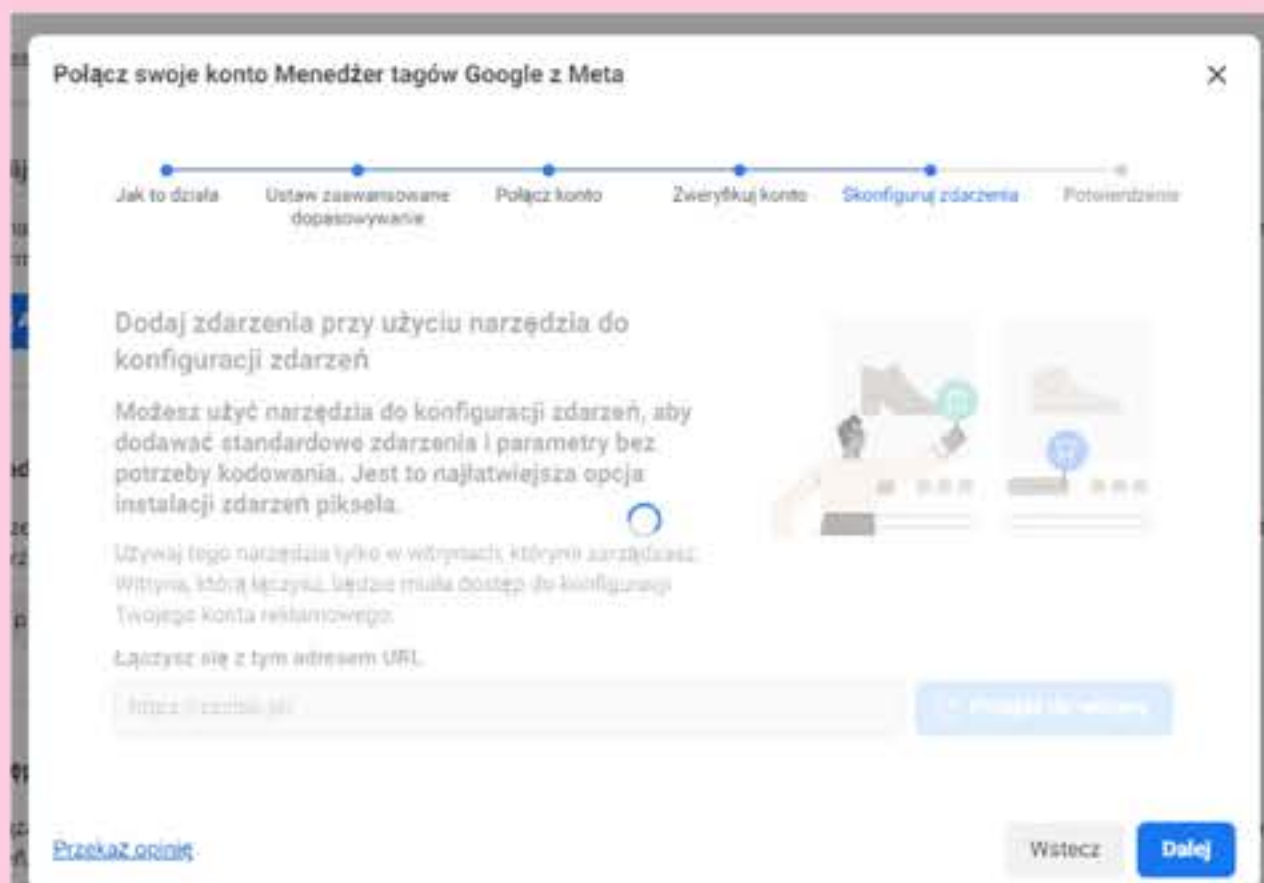 Połącz swoje konto Menedżer tagów Google z Meta
Jak to działa
Ustaw zaawansowane
dopasowywanie
Połącz konto
Zweryfikuj konto
Skonfiguruj zdarzenia
Potwierdzenie
Dodaj zdarzenia przy użyciu narzędzia do
konfiguracji zdarzeń
Możesz użyć narzędzia do konfiguracji zdarzeń, aby
dodawać standardowe zdarzenia i parametry bez
potrzeby kodowania. Jest to najłatwiejsza opcja
instalacji zdarzeń piksela.
Używaj tego narzędzia tylko w witrynach, którymi zarządzasz.
Witryna, którą łączysz, będzie miała dostęp do konfiguracji
Twojego konta reklamowego.
Łączysz się z tym adresem URL
Przekaż opinię
Wstecz
Dalej